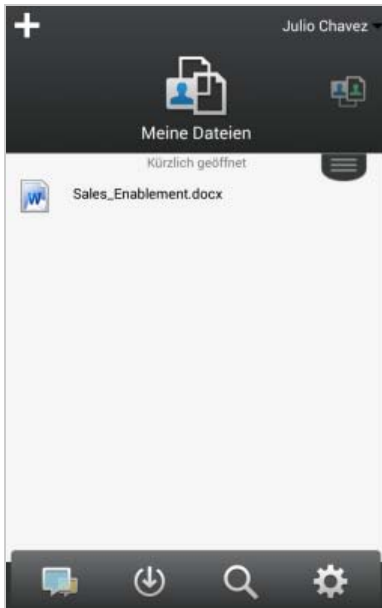 Julio Chavez
Meine Dateien
Kürzlich geöffnet
Sales_Enablement.docx